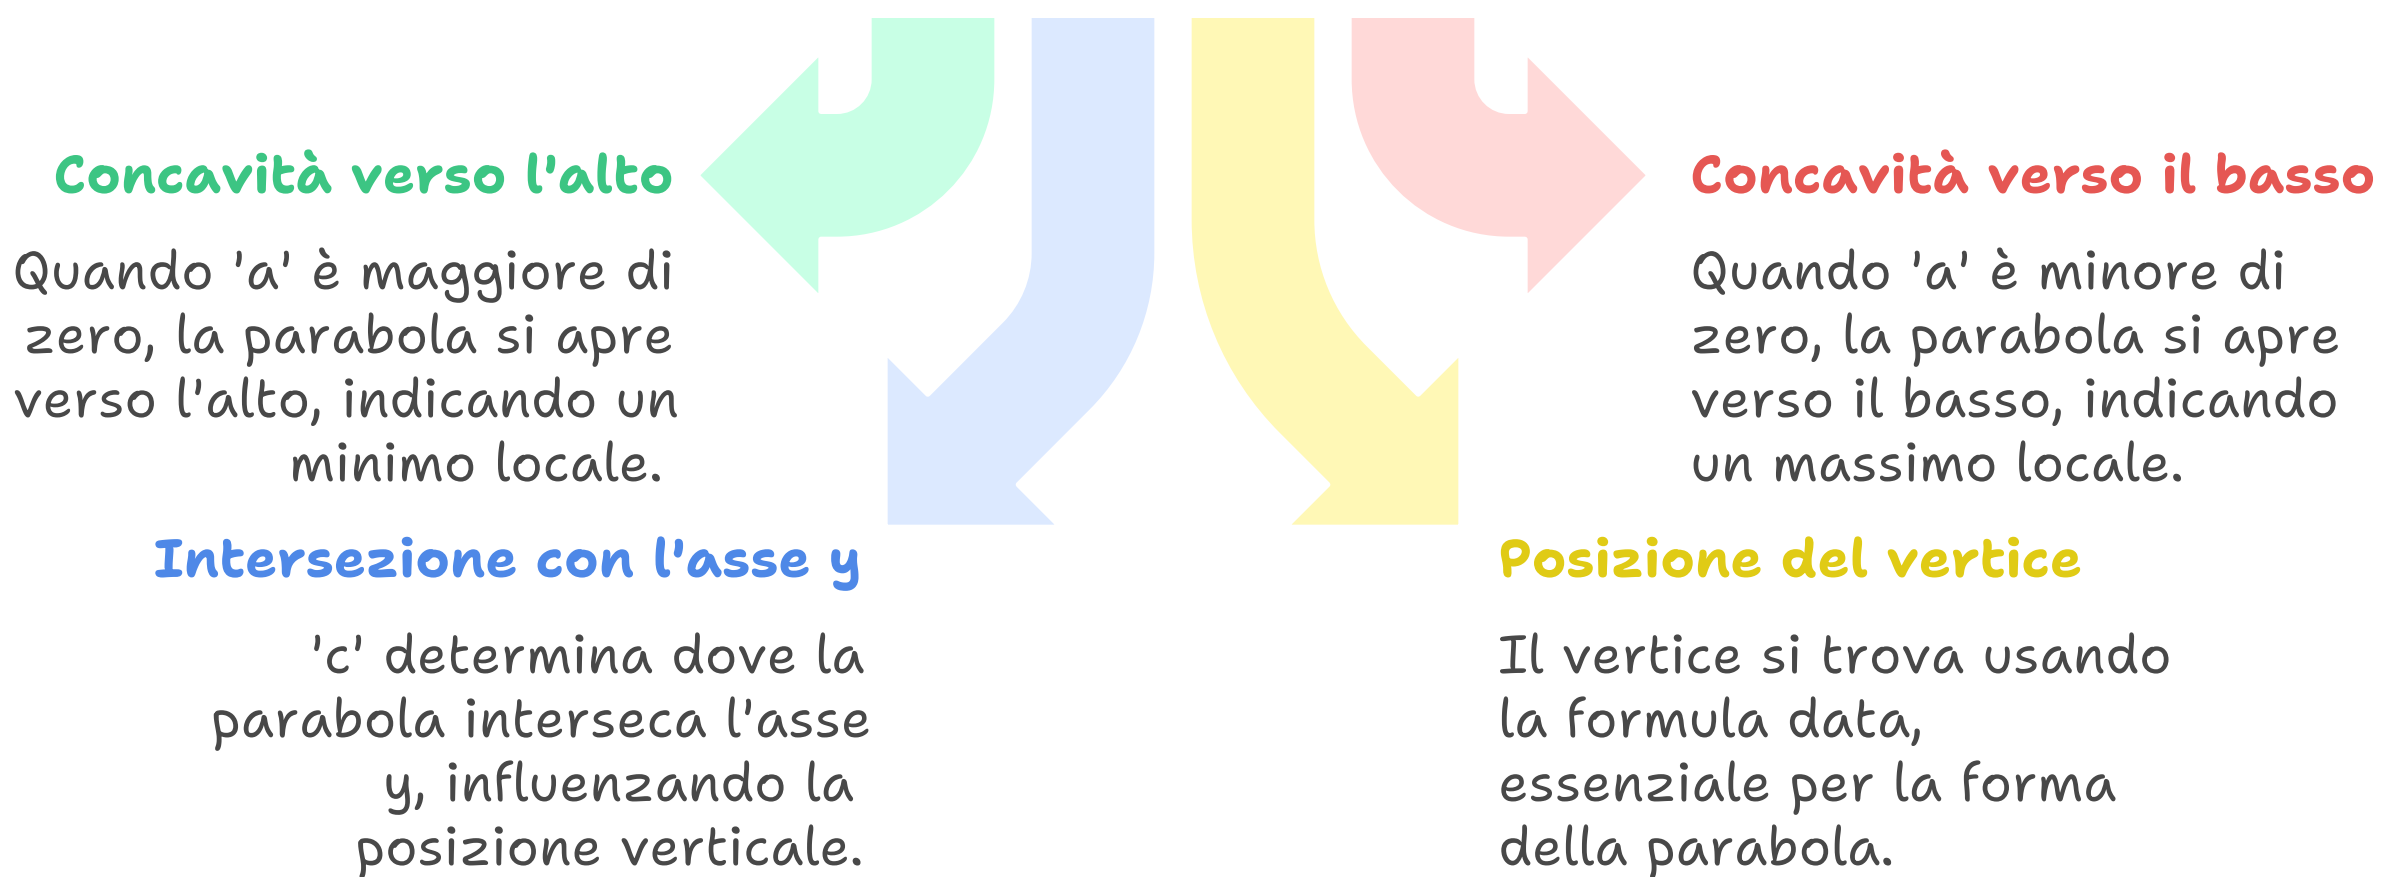 Concavità verso l'alto
Quando 'a' è maggiore di
zero, la parabola si apre
verso l'alto, indicando un
minimo locale.
Concavità verso il basso
Quando 'a' è minore di
zero, la parabola si apre
verso il basso, indicando
un massimo locale.
Intersezione con l'asse y
'c' determina dove la
parabola interseca l'asse
y, influenzando la
posizione verticale.
Posizione del vertice
Il vertice si trova usando
la formula data,
essenziale per la forma
della parabola.